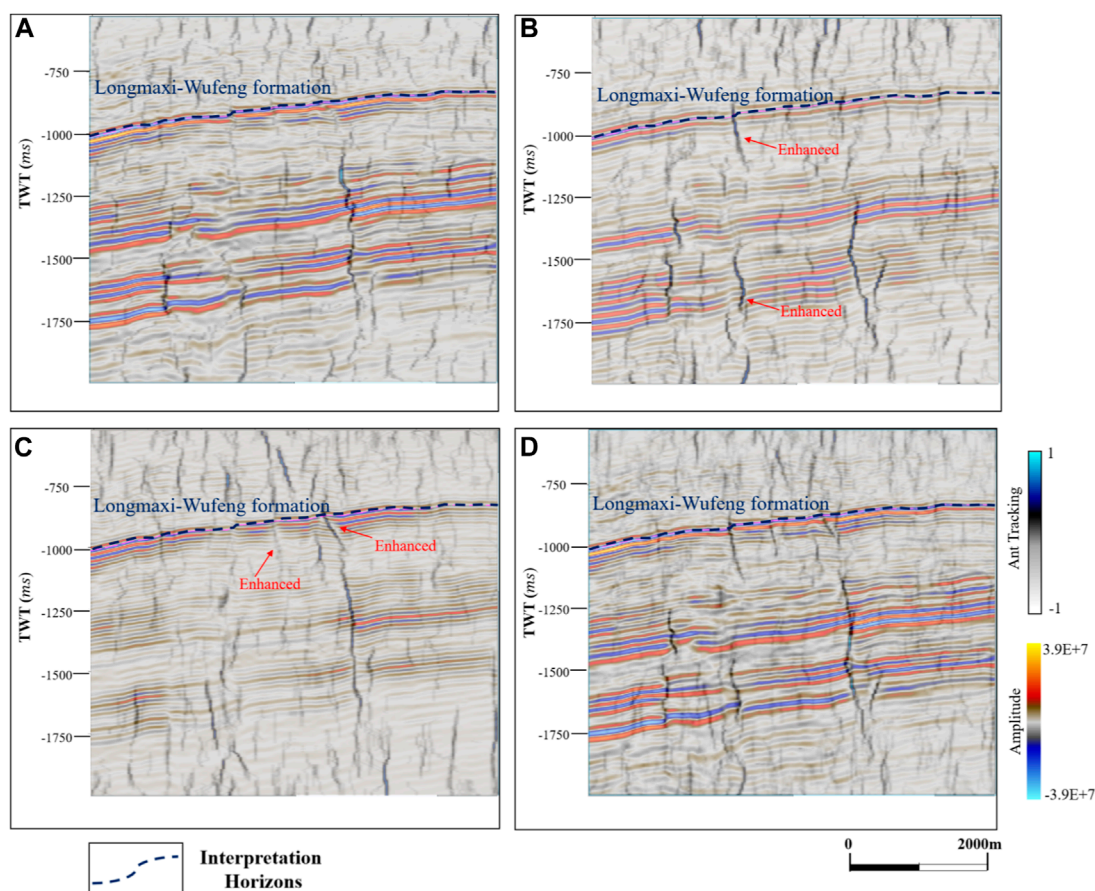 A
-750
Longmaxi-Wufeng formation
-1000
TWT (ms)
-1250
-1500
-1750
B
-750
Longmaxi-Wufeng formation
-1000
Enhanced
TWT (ms)
-1250
-1500
Enhanced
-1750
C
-750
Longmaxi-Wufeng formation
-1000
Enhanced
Enhanced
TWT (ms)
-1250
-1500
-1750
D
-750
Longmaxi-Wufeng formation
-1000
TWT (ms)
-1250
-1500
-1750
1
Ant Tracking
-1
3.9E+7
Amplitude
-3.9E+7
Interpretation
Horizons
0 2000m